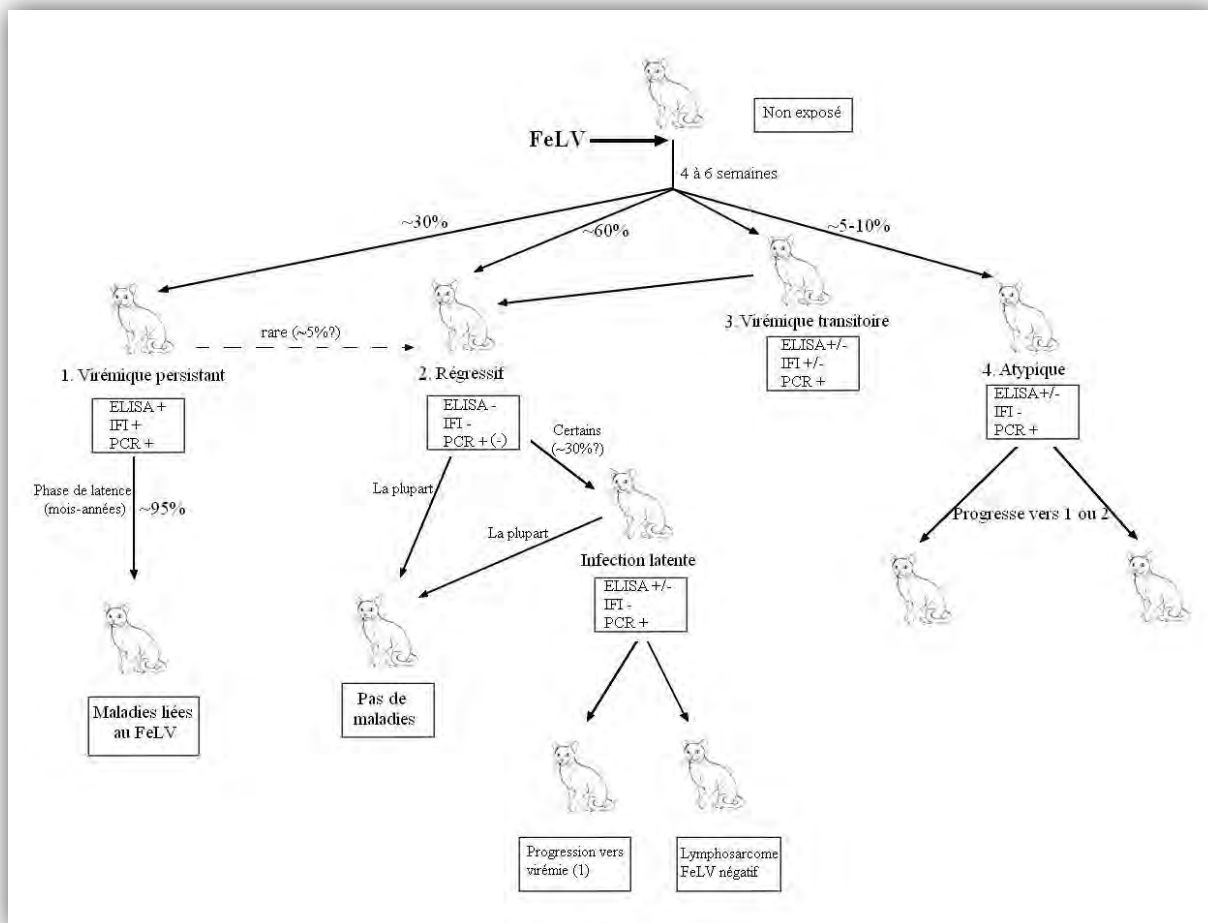 Non exposé
FeLV
4 à 6 semaines
~30%
~60%
~5-10%
rare (~5%?)
1. Virémique persistant
ELISA +
IFI +
PCR +
2. Régressif
ELISA -
IFI -
PCR + (-)
3. Virémique transitoire
ELISA +/-
IFI +/-
PCR +
4. Atypique
ELISA +/-
IFI -
PCR +
Phase de latence
(mois-années)
~95%
La plupart
Certains
(~30%?)
La plupart
Infection latente
ELISA +/-
IFI -
PCR +
Progresse vers 1 ou 2
Maladies liées
au FeLV
Pas de
maladies
Progression vers
virémie (1)
Lymphosarcome
FeLV négatif